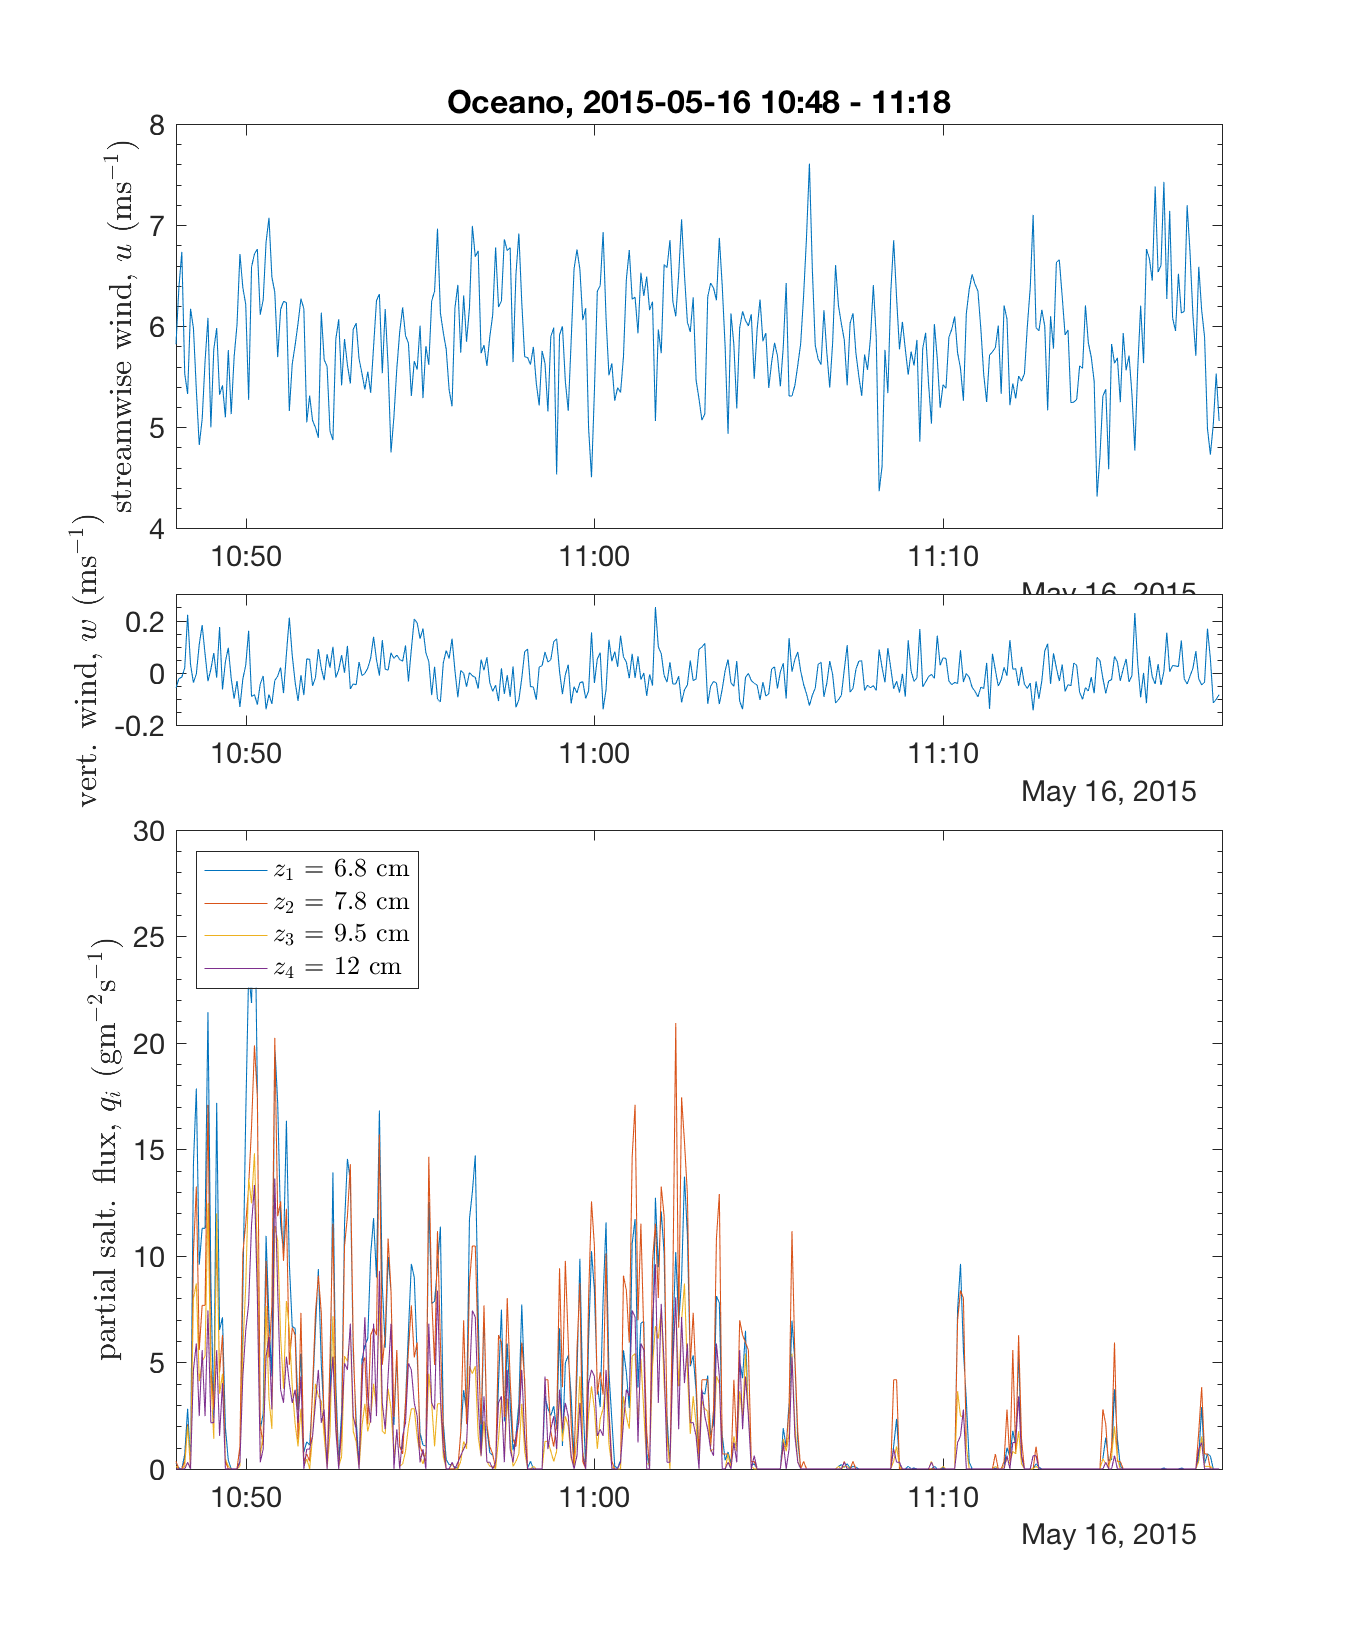 Oceano, 2015-05-16 10:48 - 11:18
streamwise wind, u (ms⁻¹)
8
7
6
5
4
10:50 11:00 11:10
May 16, 2015
vert. wind, w (ms⁻¹)
0.2
0
-0.2
10:50 11:00 11:10
May 16, 2015
partial salt. flux, qᵢ (gm⁻²s⁻¹)
30
25
20
15
10
5
0
z₁ = 6.8 cm
z₂ = 7.8 cm
z₃ = 9.5 cm
z₄ = 12 cm
10:50 11:00 11:10
May 16, 2015